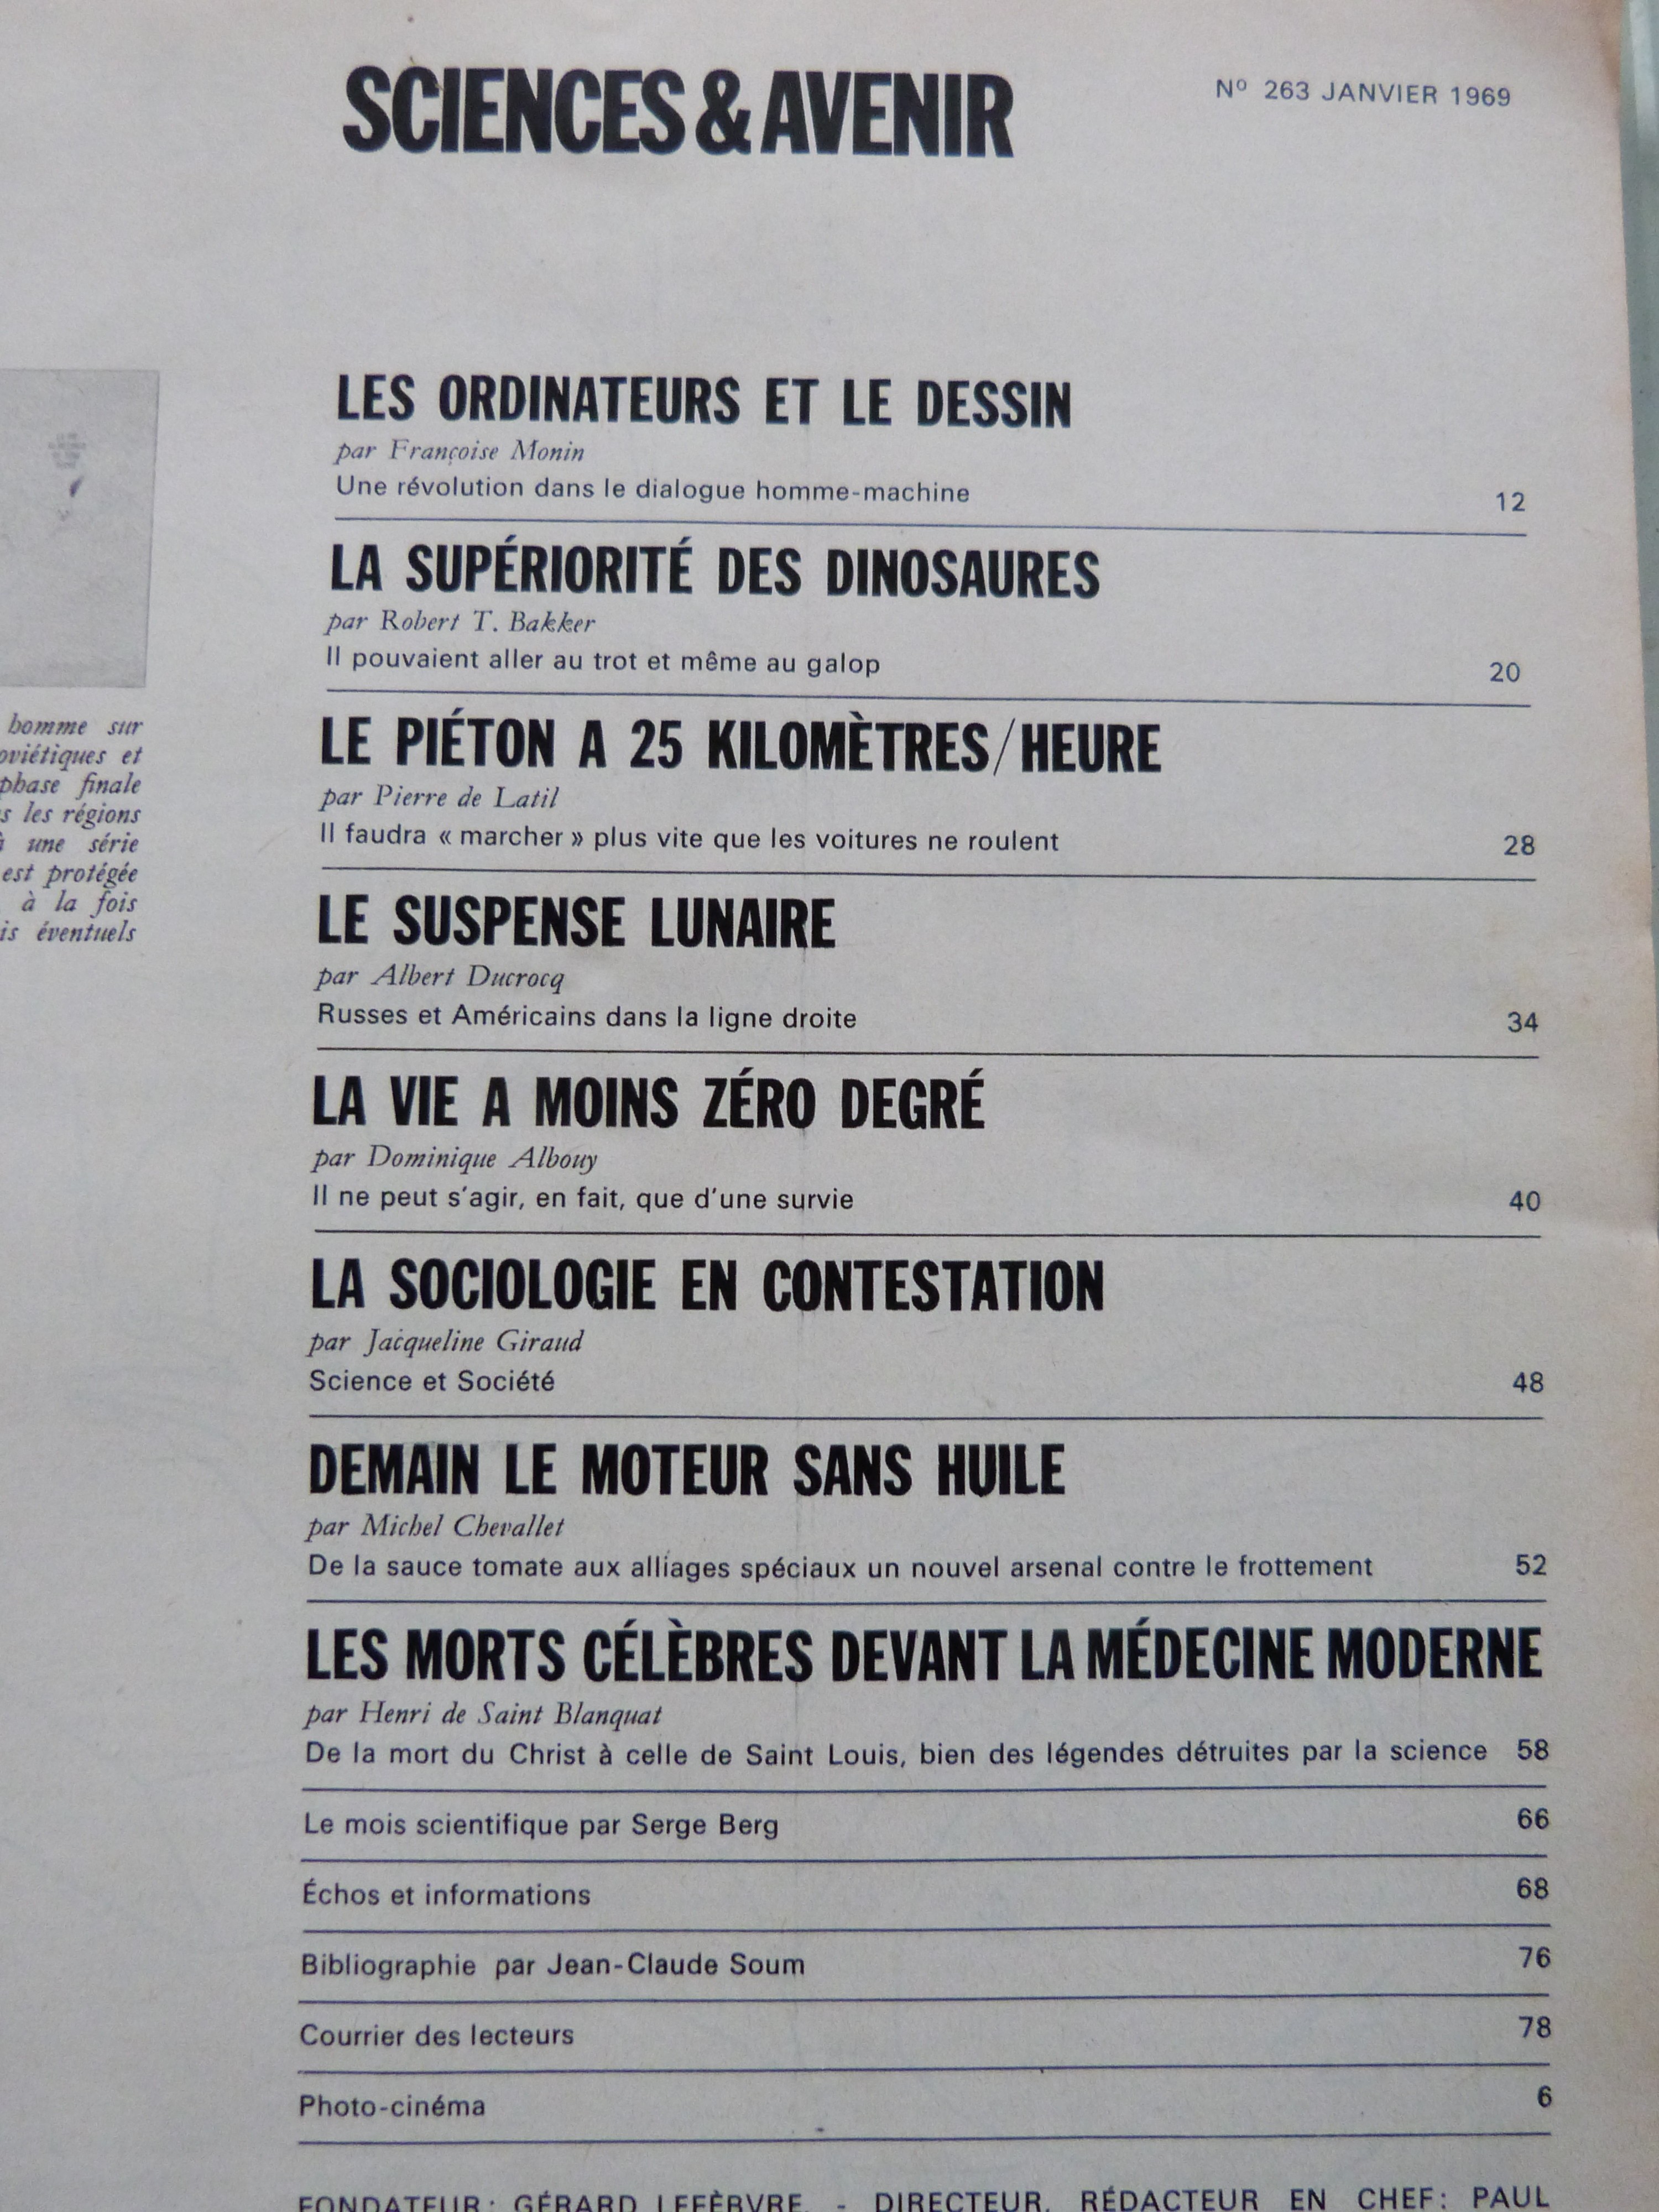 SCIENCES & AVENIR
Nº 263 JANVIER 1969
homme sur
oviétiques et
phase finale
s les régions
à une série
est protégée
à la fois
is éventuels
LES ORDINATEURS ET LE DESSIN
par Françoise Monin
Une révolution dans le dialogue homme-machine 12
LA SUPÉRIORITÉ DES DINOSAURES
par Robert T. Bakker
Il pouvaient aller au trot et même au galop 20
LE PIÉTON A 25 KILOMÈTRES/HEURE
par Pierre de Latil
Il faudra « marcher » plus vite que les voitures ne roulent 28
LE SUSPENSE LUNAIRE
par Albert Ducrocq
Russes et Américains dans la ligne droite 34
LA VIE A MOINS ZÉRO DEGRÉ
par Dominique Albouy
Il ne peut s'agir, en fait, que d'une survie 40
LA SOCIOLOGIE EN CONTESTATION
par Jacqueline Giraud
Science et Société 48
DEMAIN LE MOTEUR SANS HUILE
par Michel Chevallet
De la sauce tomate aux alliages spéciaux un nouvel arsenal contre le frottement 52
LES MORTS CÉLÈBRES DEVANT LA MÉDECINE MODERNE
par Henri de Saint Blanquat
De la mort du Christ à celle de Saint Louis, bien des légendes détruites par la science 58
Le mois scientifique par Serge Berg 66
Échos et informations 68
Bibliographie par Jean-Claude Soum 76
Courrier des lecteurs 78
Photo-cinéma 6
FONDATEUR: GÉRARD LEFÈBVRE. - DIRECTEUR, RÉDACTEUR EN CHEF: PAUL